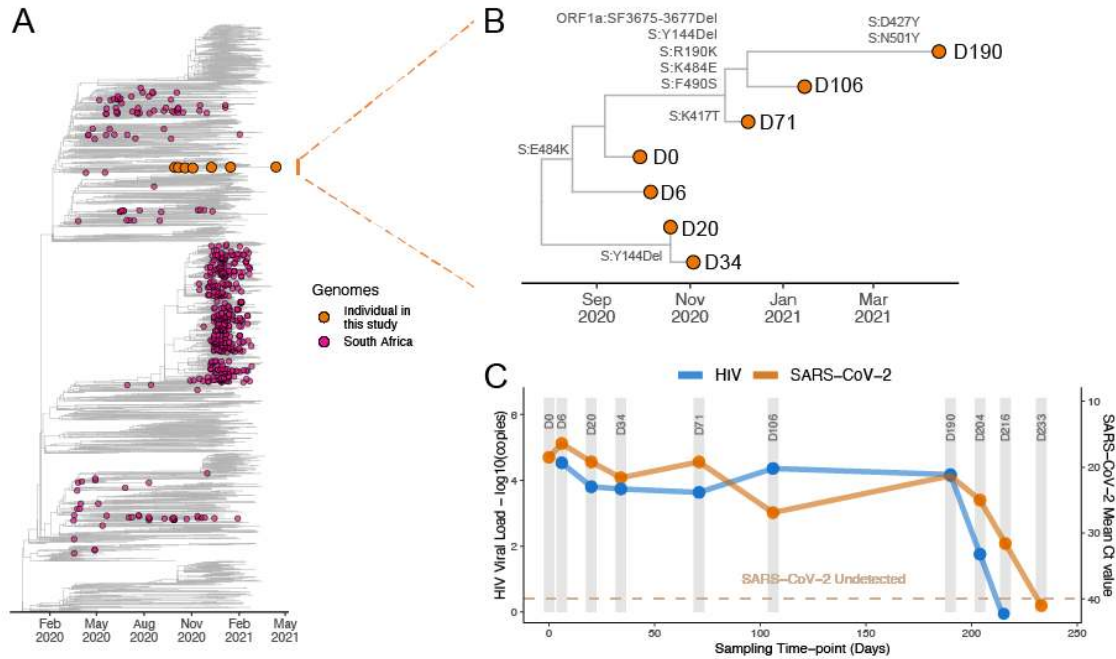 A
Genomes
Individual in
this study
South Africa
Feb
2020
May
2020
Aug
2020
Nov
2020
Feb
2021
May
2021
B
ORF1a:SF3675-3677Del
S:Y144Del
S:R190K
S:K484E
S:F490S
S:D427Y
S:N501Y
D190
D106
S:K417T
D71
S:E484K
D0
D6
D20
S:Y144Del
D34
Sep
2020
Nov
2020
Jan
2021
Mar
2021
C
HIV
SARS-CoV-2
HIV Viral Load - log10(copies)
6
4
2
0
D0
D6
D20
D34
D71
D106
D190
D204
D216
D233
SARS-CoV-2 Undetected
10
20
30
40
SARS-CoV-2 Mean Ct value
0
50
100
150
200
250
Sampling Time-point (Days)